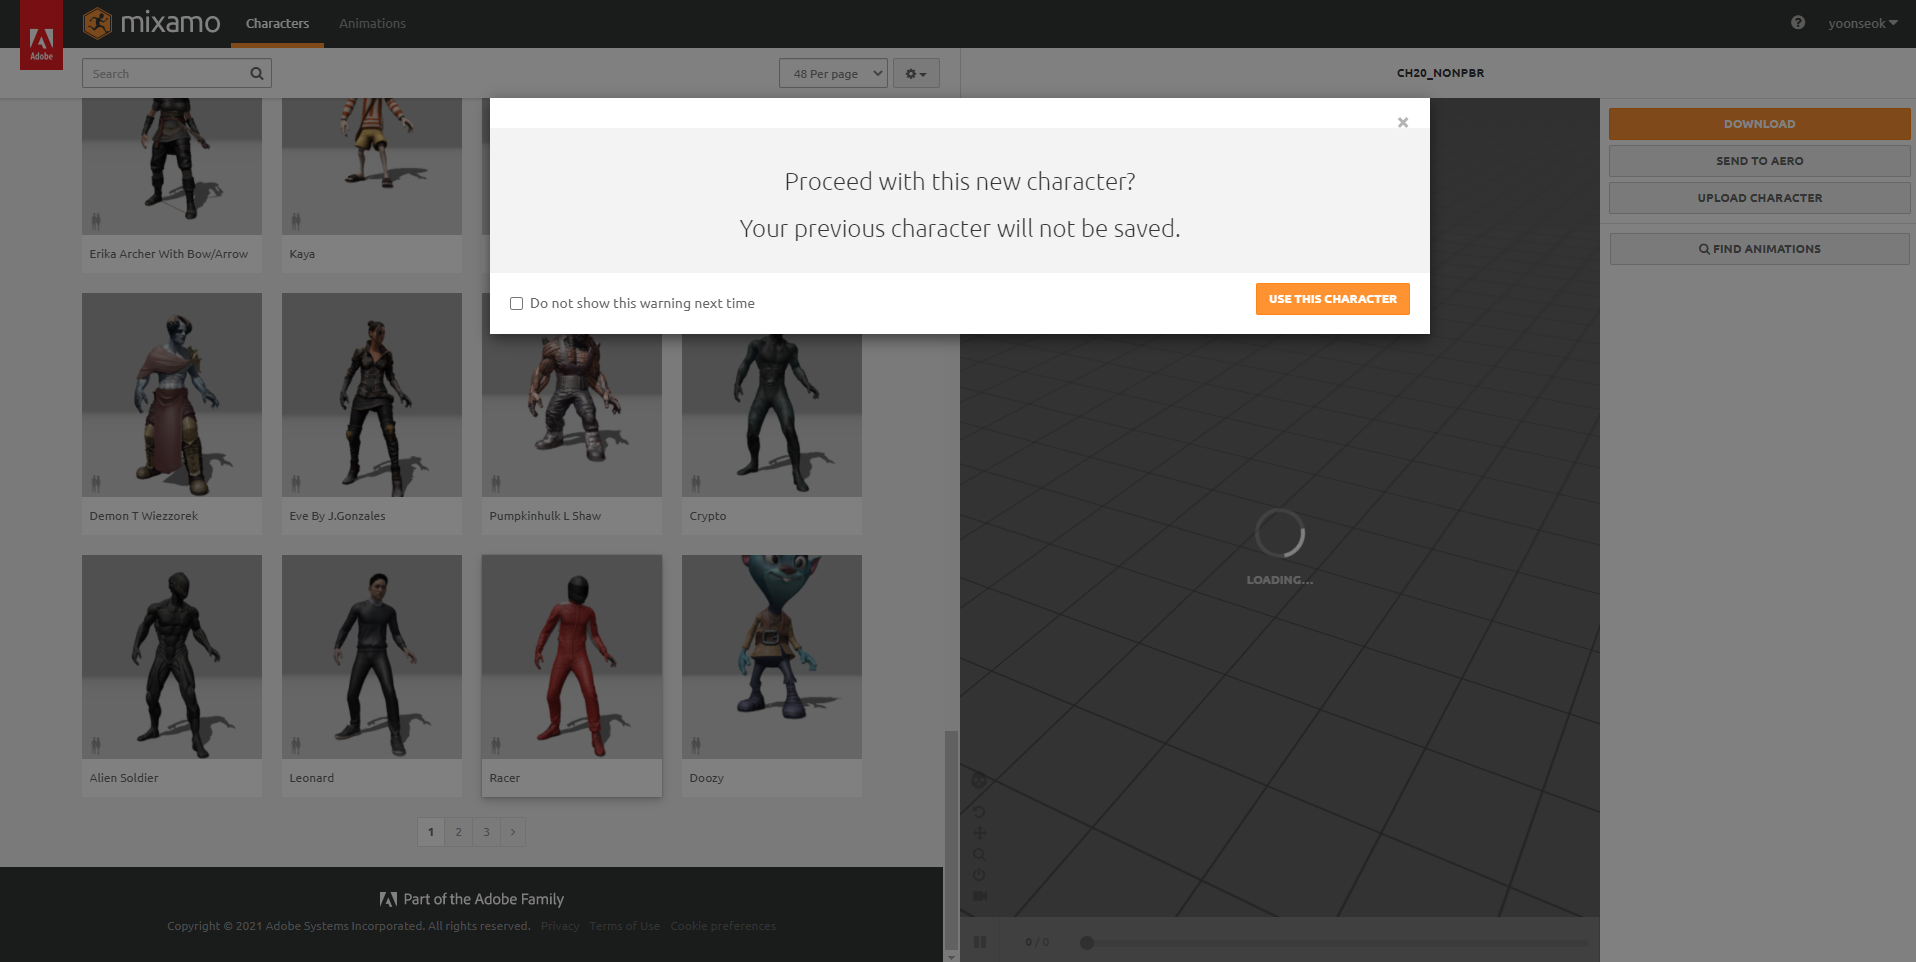 Adobe
mixamo
Characters
Animations
yoonseok
Search
48 Per page
CH20_NONPBR
Proceed with this new character?
Your previous character will not be saved.
Do not show this warning next time
USE THIS CHARACTER
DOWNLOAD
SEND TO AERO
UPLOAD CHARACTER
FIND ANIMATIONS
Erika Archer With Bow/Arrow
Kaya
Demon T Wiezzorek
Eve By J.Gonzales
Pumpkinhulk L Shaw
Crypto
LOADING...
Alien Soldier
Leonard
Racer
Doozy
1 2 3 >
Part of the Adobe Family
Copyright © 2021 Adobe Systems Incorporated. All rights reserved. Privacy Terms of Use Cookie preferences
0 / 0